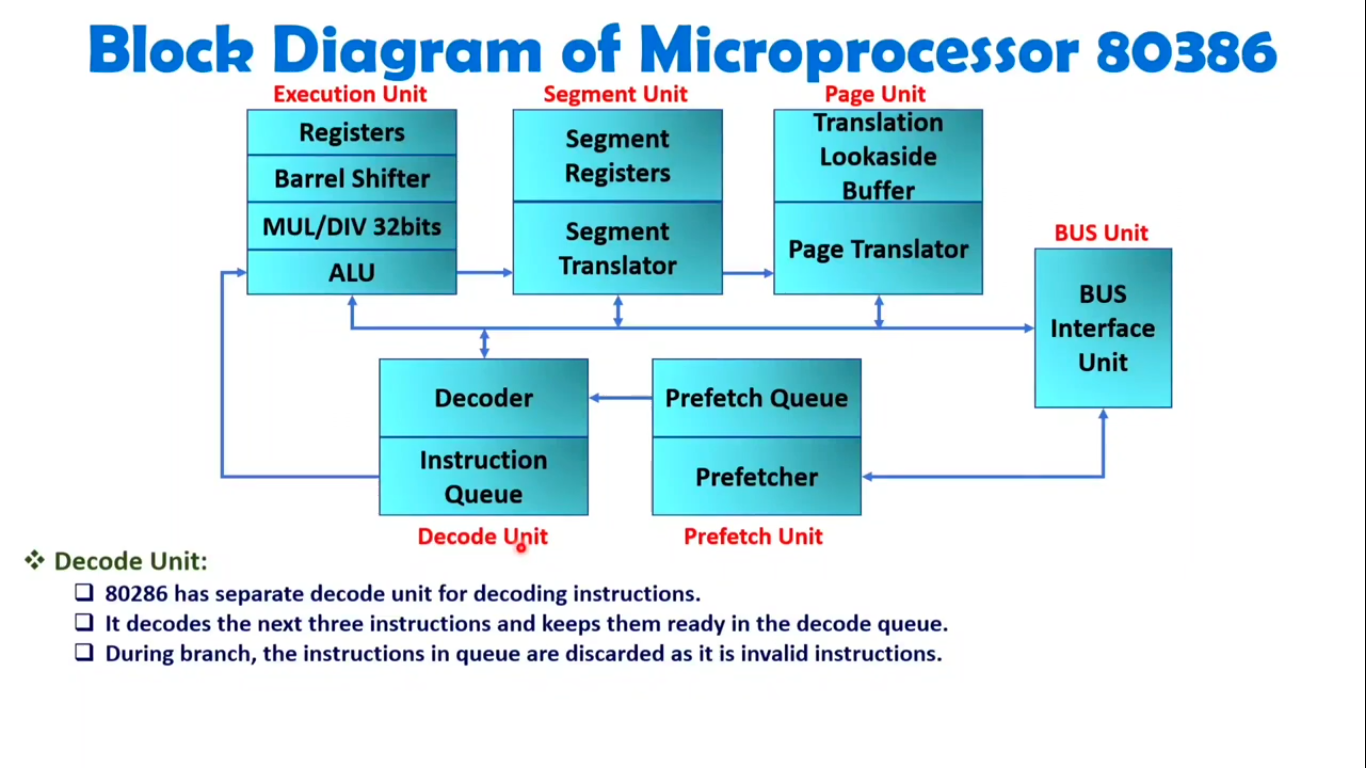 Block Diagram of Microprocessor 80386
Execution Unit
Segment Unit
Page Unit
Registers
Barrel Shifter
MUL/DIV 32bits
ALU
Segment
Registers
Segment
Translator
Translation
Lookaside
Buffer
Page Translator
BUS Unit
BUS
Interface
Unit
Decoder
Instruction
Queue
Prefetch Queue
Prefetcher
Decode Unit
Prefetch Unit
❖ Decode Unit:
❑ 80286 has separate decode unit for decoding instructions.
❑ It decodes the next three instructions and keeps them ready in the decode queue.
❑ During branch, the instructions in queue are discarded as it is invalid instructions.